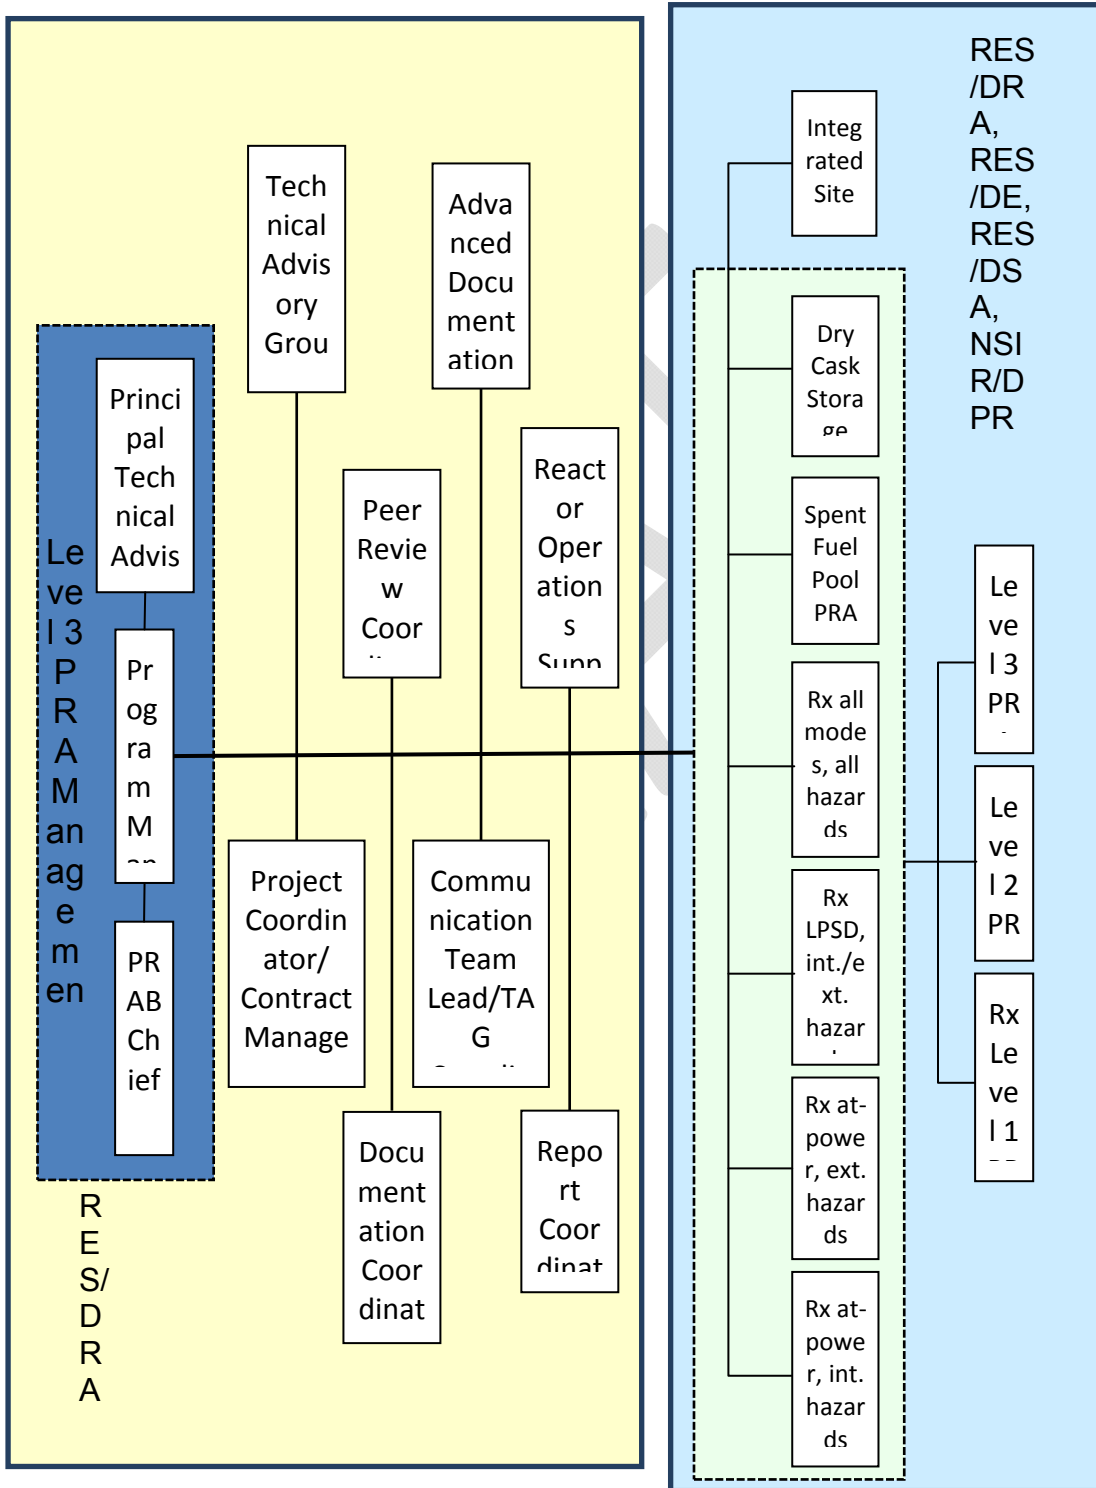 Le
ve
l 3
P
R
A M
an
ag
e
m
en
Princi
pal
Tech
nical
Advis
Pr
og
ra
m
M
an
PR
AB
Ch
ief
R
E
S/
D
R
A
Tech
nical
Advis
ory
Grou
Adva
nced
Docu
ment
ation
Peer
Revie
w
Coor
React
or
Oper
ation
s
Supp
Project
Coordin
ator/
Contract
Manage
Commu
nication
Team
Lead/TA
G
Docu
ment
ation
Coor
dinat
Repo
rt
Coor
dinat
RES
/DR
A,
RES
/DE,
RES
/DS
A,
NSI
R/D
PR
Integ
rated
Site
Dry
Cask
Stora
ge
Spent
Fuel
Pool
PRA
Rx all
mode
s, all
hazar
ds
Rx
LPSD,
int./e
xt.
hazar
Rx at-
powe
r, ext.
hazar
ds
Rx at-
powe
r, int.
hazar
ds
Le
ve
l 3
PR
Le
ve
l 2
PR
Rx
Le
ve
l 1